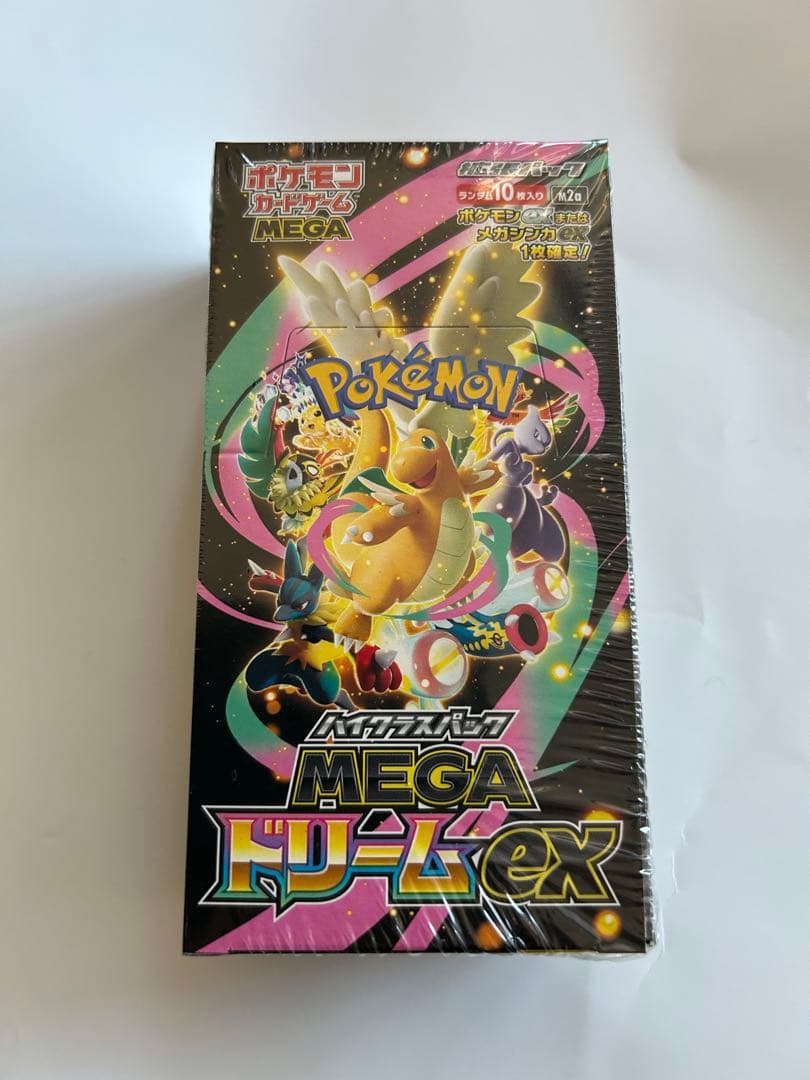 ポケモン
カードゲーム
MEGA
拡張パック
ランダム10枚入り M2a
ポケモンexまたは
メガシンカex
1枚確定!
POKéMON
ハイクラスパック
MEGA
ドリームex